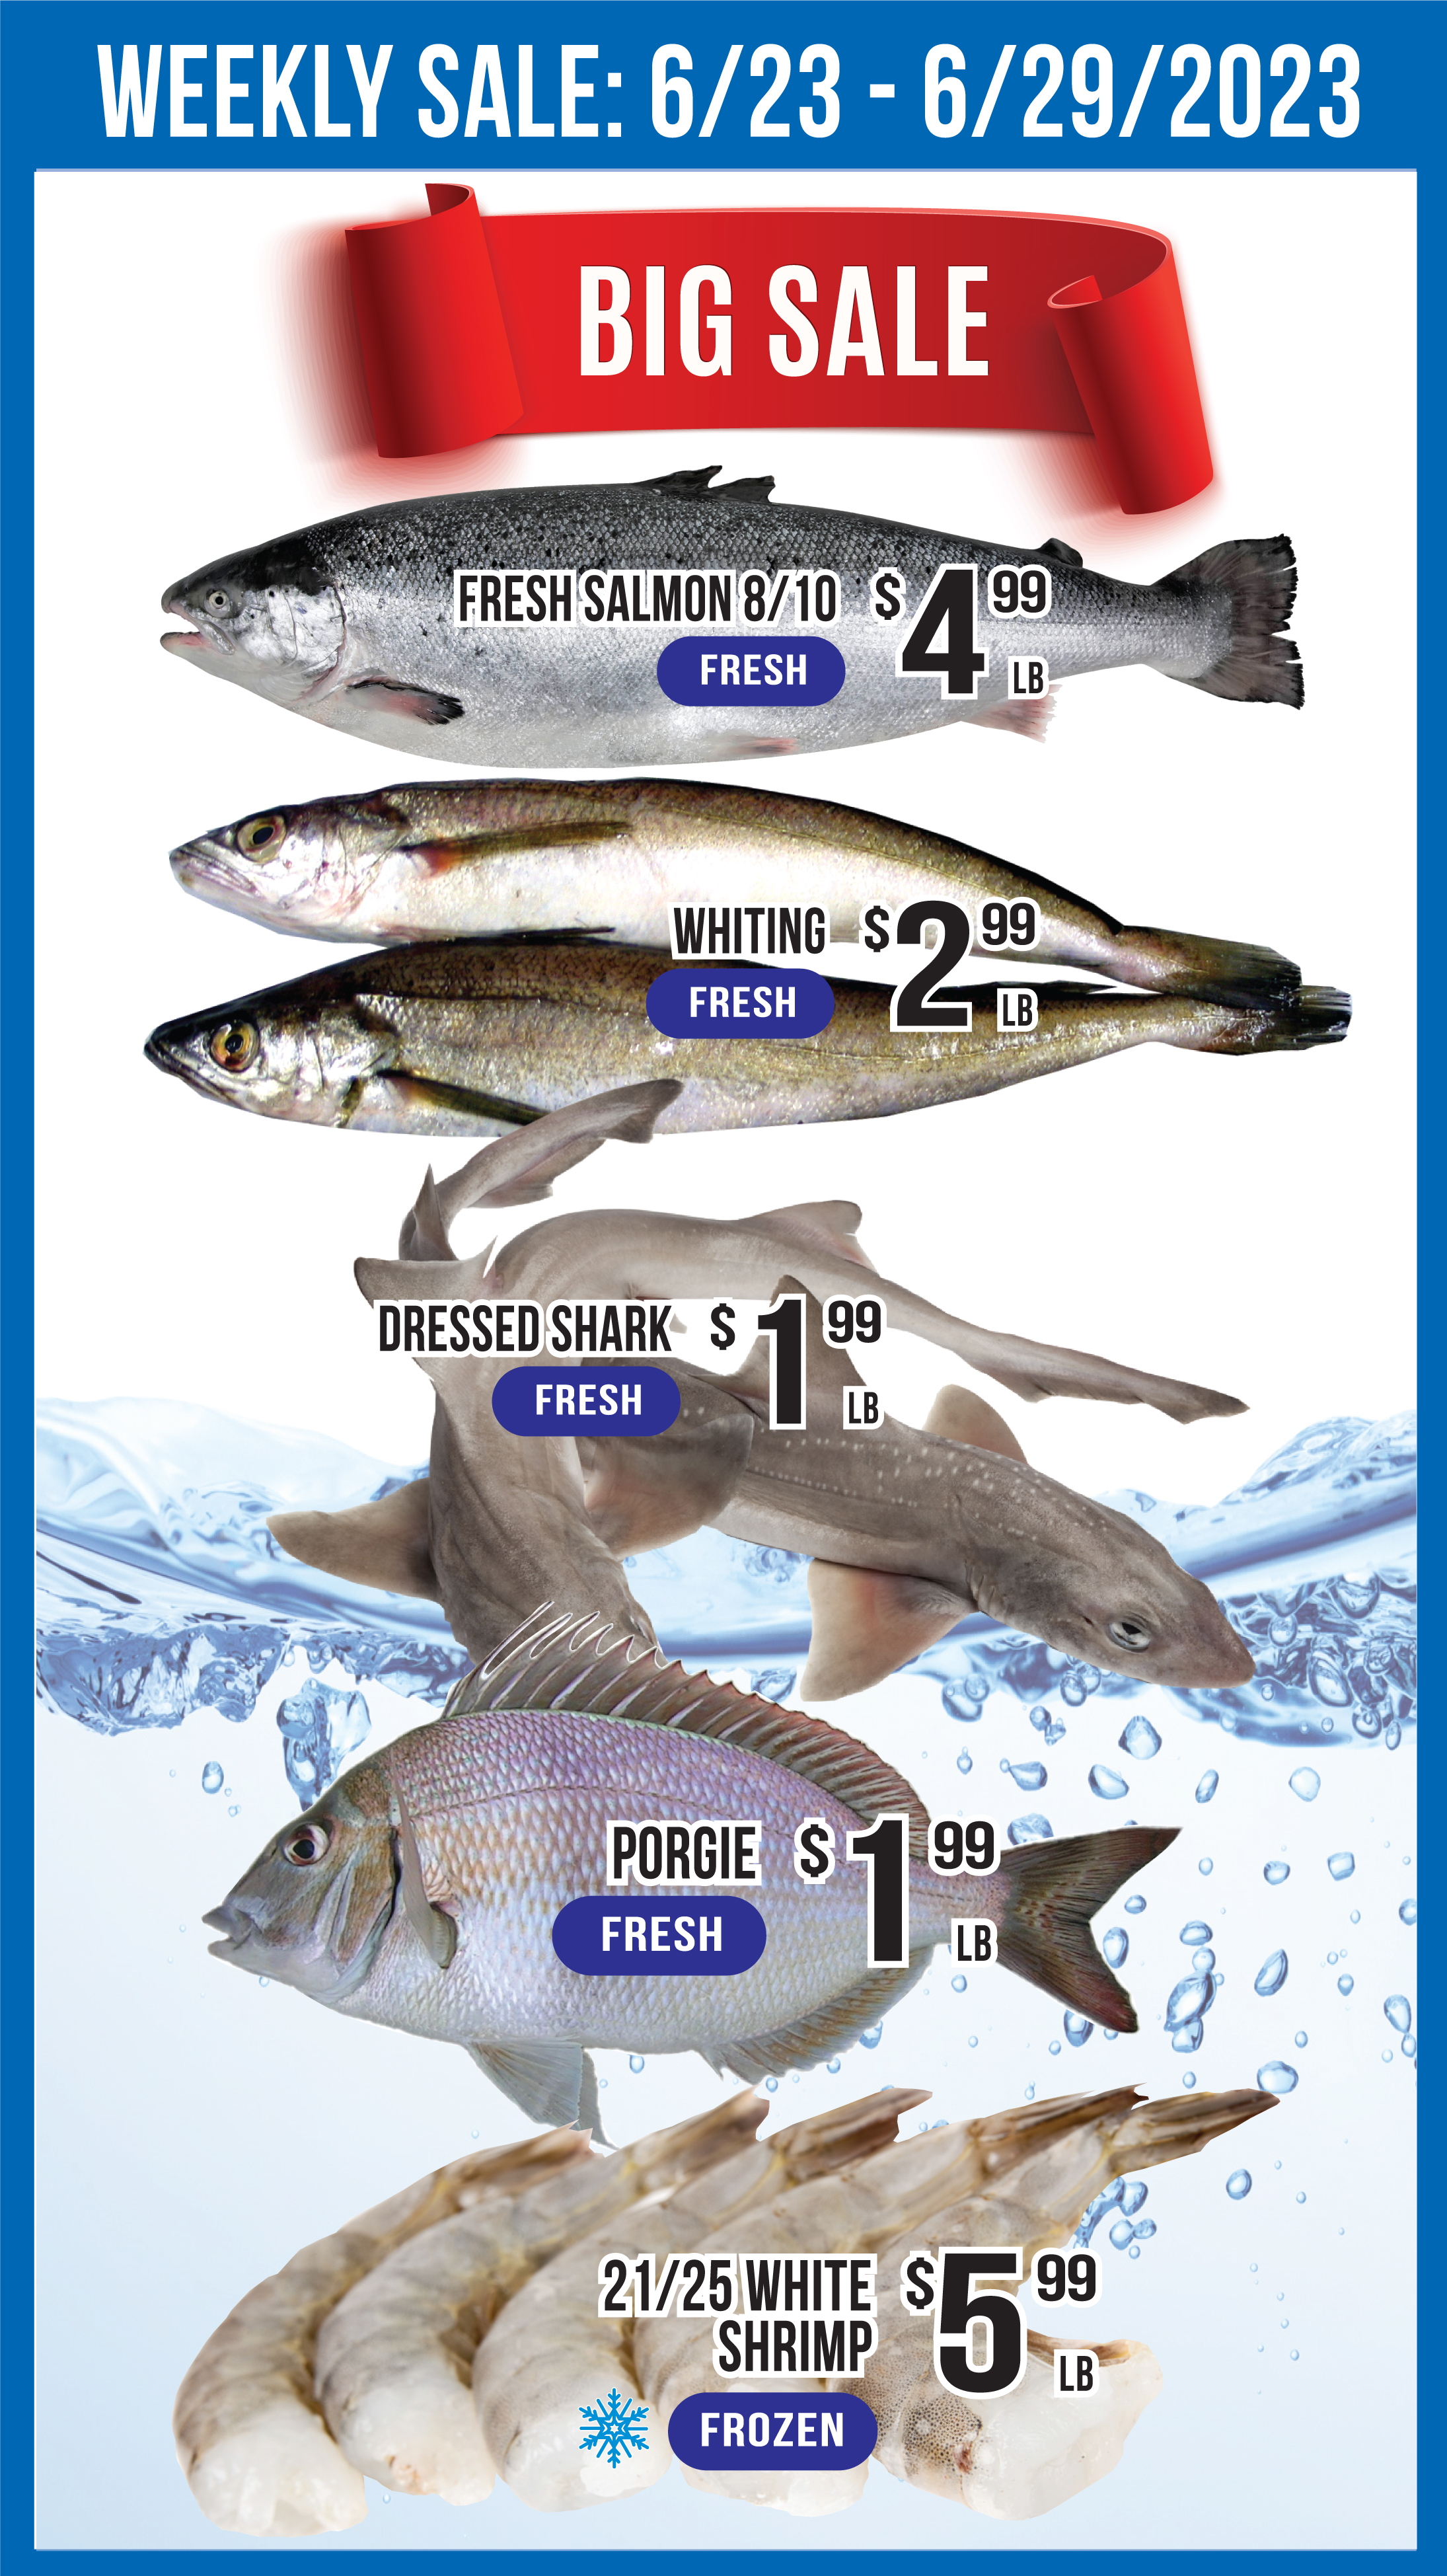 WEEKLY SALE: 6/23 - 6/29/2023
BIG SALE
FRESH SALMON 8/10 $4 99 LB
FRESH
WHITING $2 99 LB
FRESH
DRESSED SHARK $1 99 LB
FRESH
PORGIE $1 99 LB
FRESH
21/25 WHITE $5 99
SHRIMP LB
FROZEN